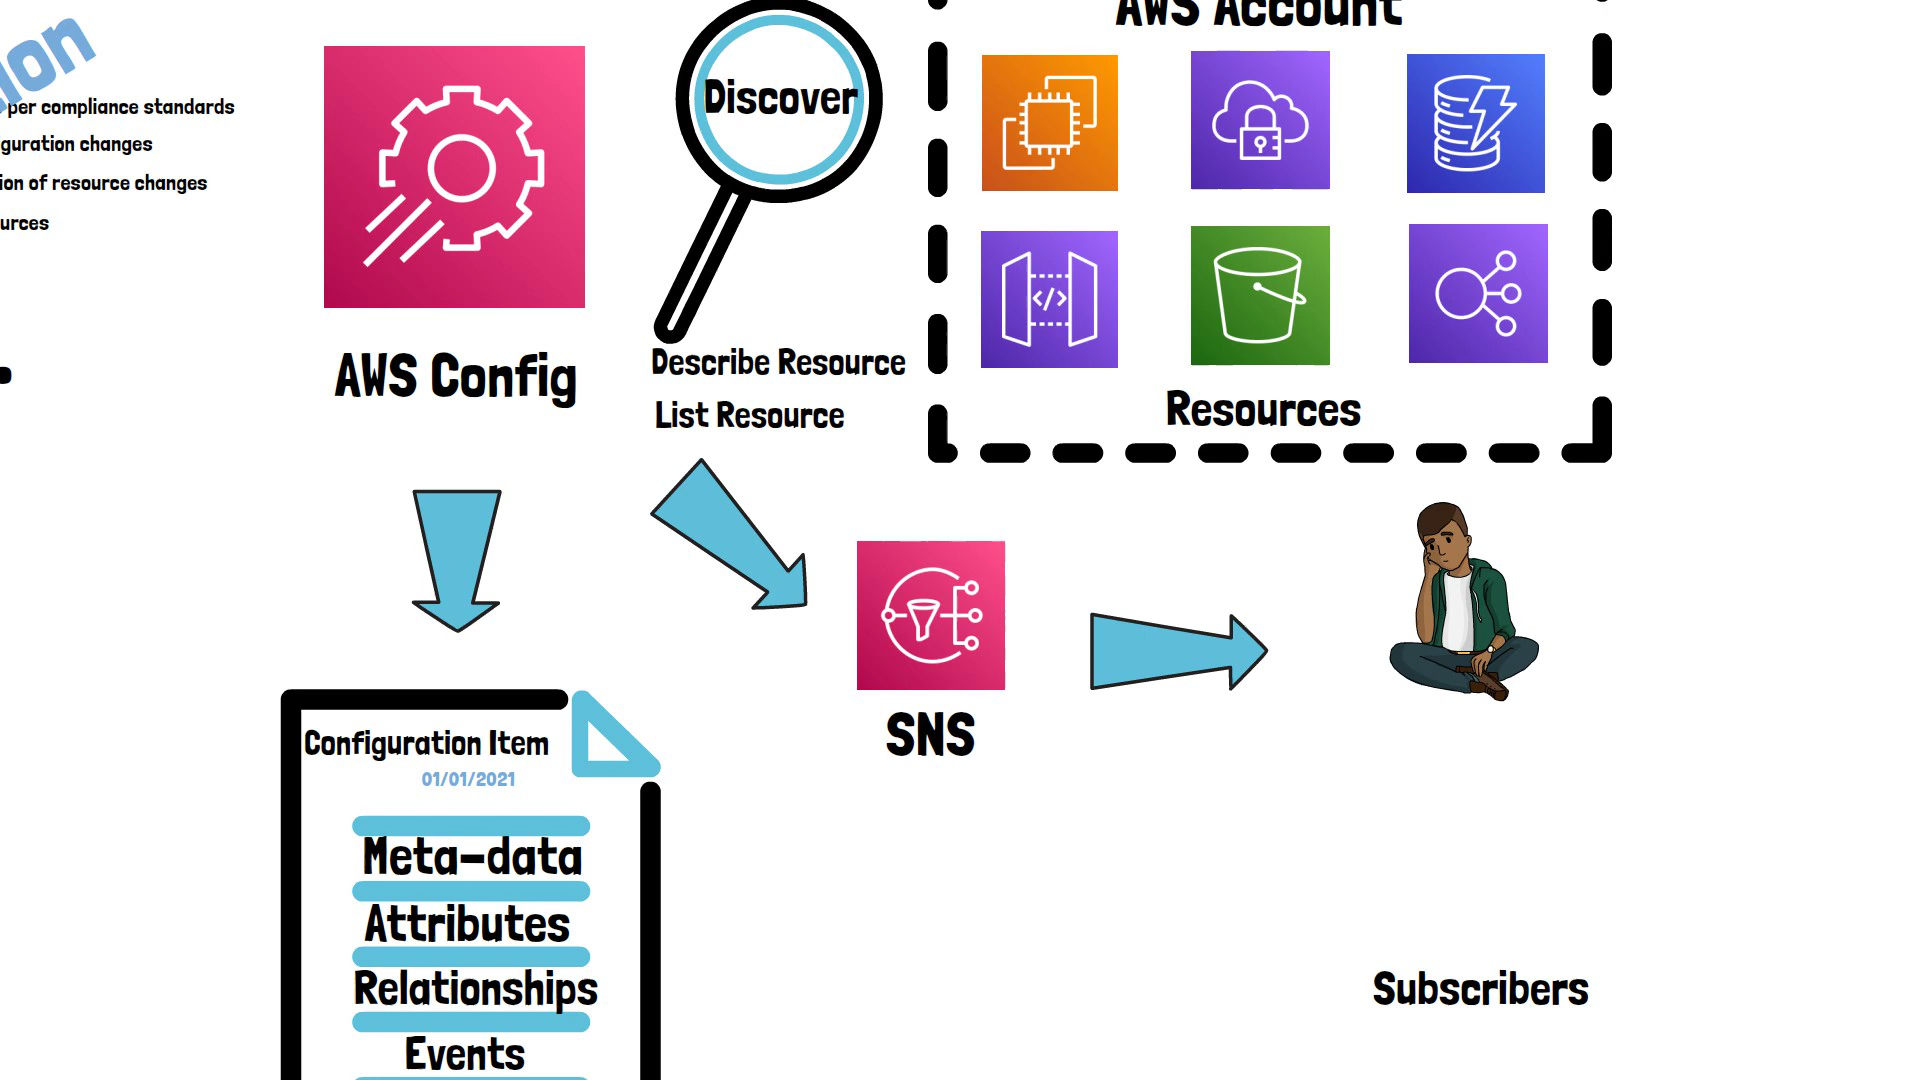 per compliance standards
guration changes
ion of resource changes
urces
AWS Config
Discover
Describe Resource
List Resource
AWS Account
Resources
SNS
Configuration Item
01/01/2021
Meta-data
Attributes
Relationships
Events
Subscribers